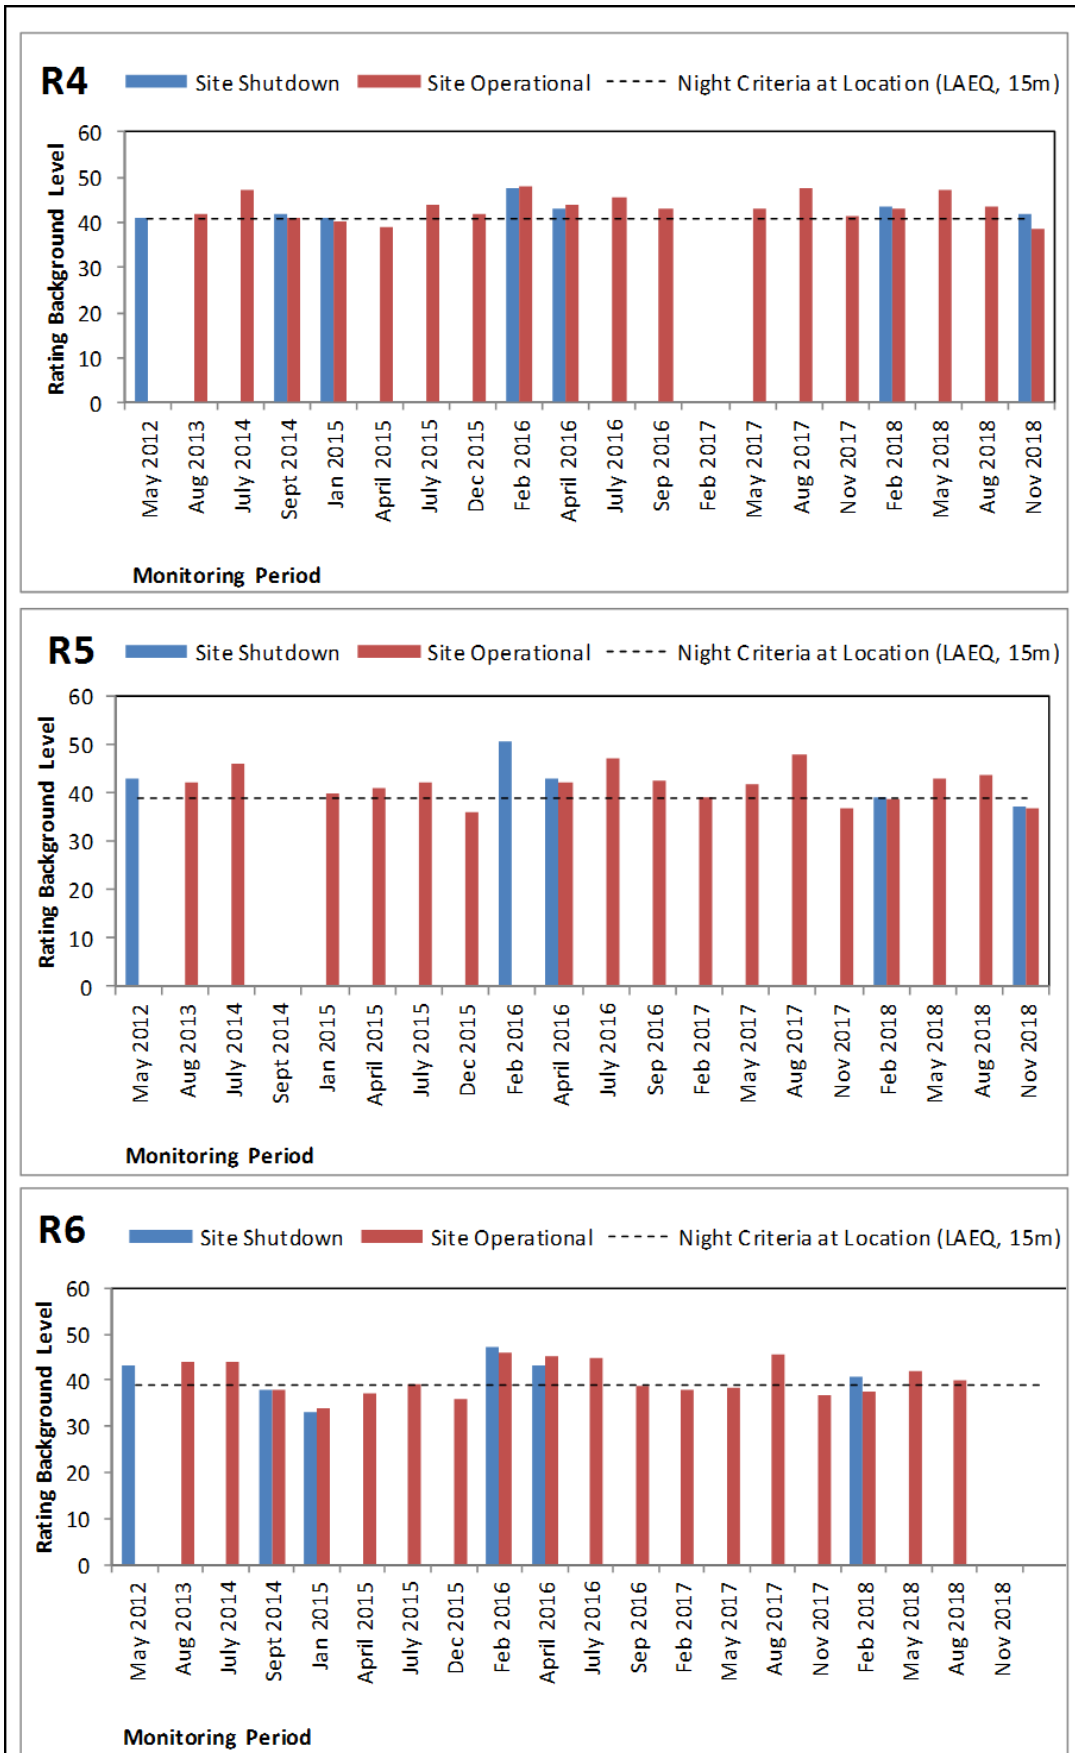 R4
Site Shutdown Site Operational Night Criteria at Location (LAEQ, 15m)
Rating Background Level
60
50
40
30
20
10
0
May 2012
Aug 2013
July 2014
Sept 2014
Jan 2015
April 2015
July 2015
Dec 2015
Feb 2016
April 2016
July 2016
Sep 2016
Feb 2017
May 2017
Aug 2017
Nov 2017
Feb 2018
May 2018
Aug 2018
Nov 2018
Monitoring Period
R5
Site Shutdown Site Operational Night Criteria at Location (LAEQ, 15m)
Rating Background Level
60
50
40
30
20
10
0
May 2012
Aug 2013
July 2014
Sept 2014
Jan 2015
April 2015
July 2015
Dec 2015
Feb 2016
April 2016
July 2016
Sep 2016
Feb 2017
May 2017
Aug 2017
Nov 2017
Feb 2018
May 2018
Aug 2018
Nov 2018
Monitoring Period
R6
Site Shutdown Site Operational Night Criteria at Location (LAEQ, 15m)
Rating Background Level
60
50
40
30
20
10
0
May 2012
Aug 2013
July 2014
Sept 2014
Jan 2015
April 2015
July 2015
Dec 2015
Feb 2016
April 2016
July 2016
Sep 2016
Feb 2017
May 2017
Aug 2017
Nov 2017
Feb 2018
May 2018
Aug 2018
Nov 2018
Monitoring Period